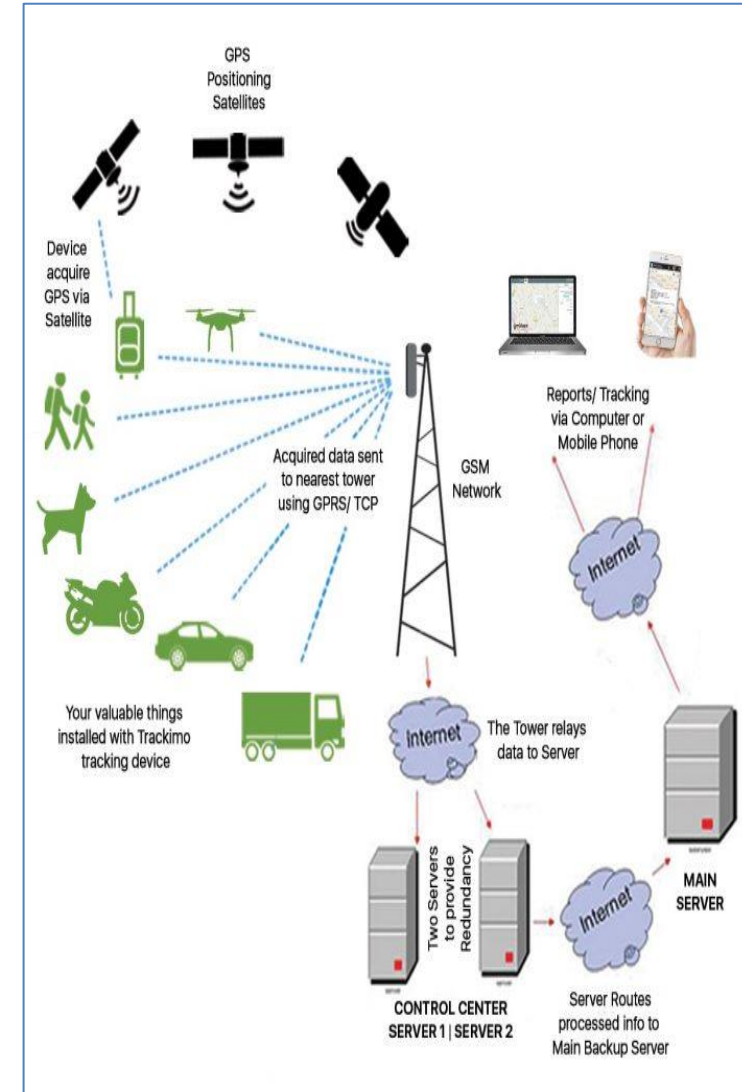 GPS
Positioning
Satellites
Device
acquire
GPS via
Satellite
Reports/ Tracking
via Computer or
Mobile Phone
Acquired data sent
to nearest tower
using GPRS/ TCP
GSM
Network
Internet
Your valuable things
installed with Trackimo
tracking device
Internet
The Tower relays
data to Server
Two Servers
to provide
Redundancy
Internet
MAIN
SERVER
CONTROL CENTER
SERVER 1 | SERVER 2
Server Routes
processed info to
Main Backup Server